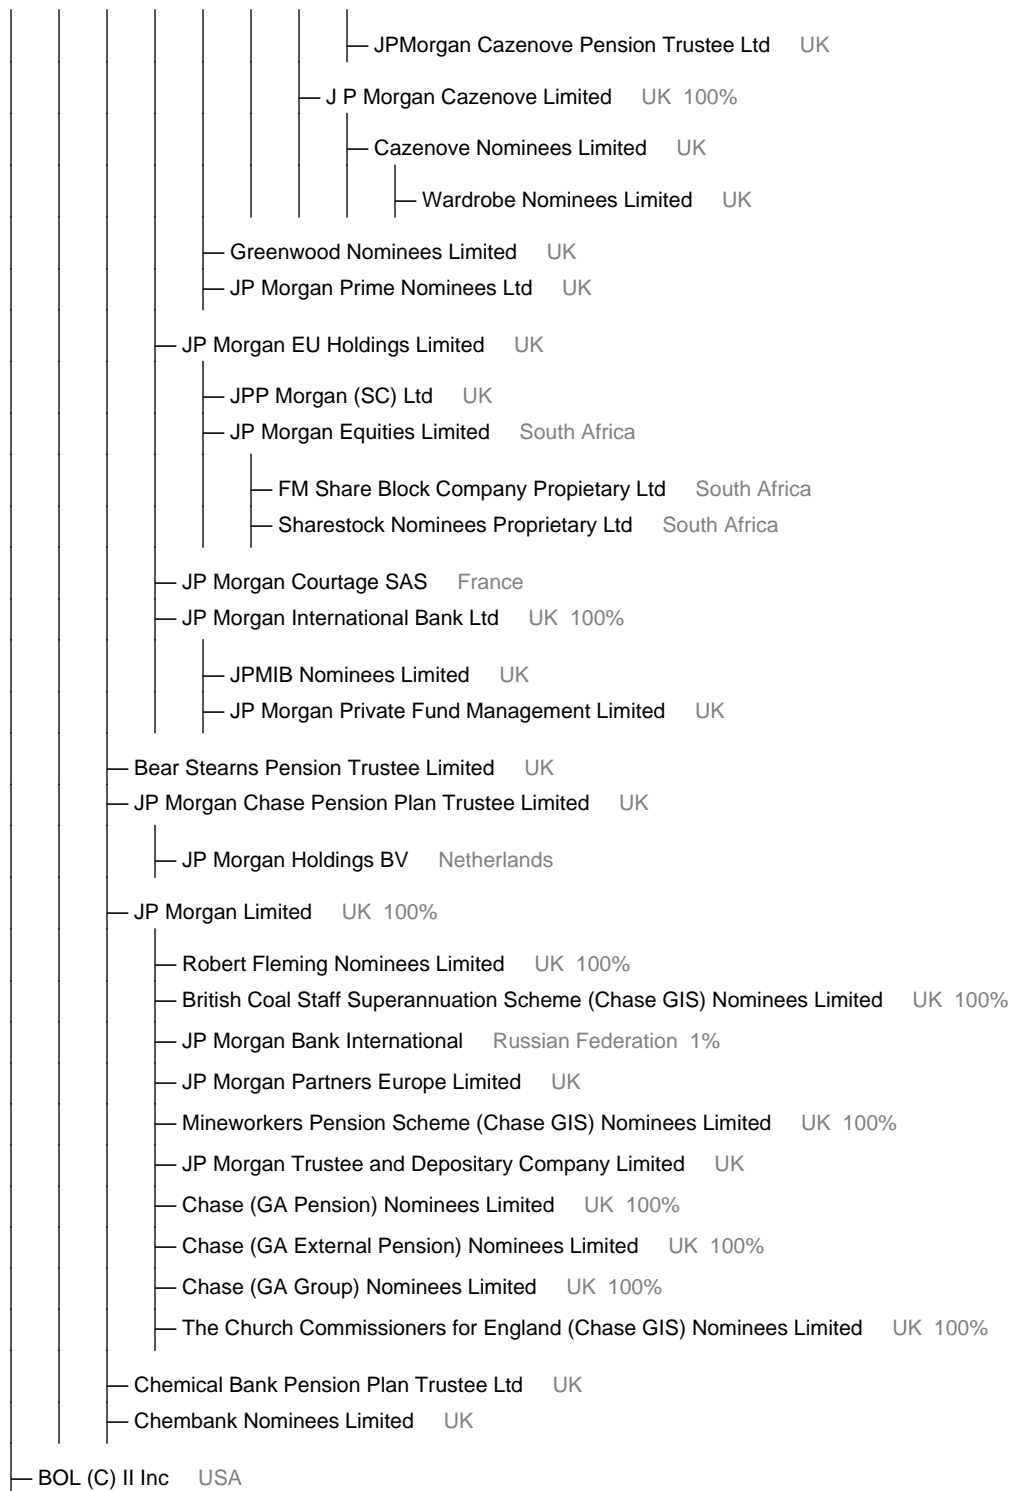 JPMorgan Cazenove Pension Trustee Ltd UK
J P Morgan Cazenove Limited UK 100%
Cazenove Nominees Limited UK
Wardrobe Nominees Limited UK
Greenwood Nominees Limited UK
JP Morgan Prime Nominees Ltd UK
JP Morgan EU Holdings Limited UK
JPP Morgan (SC) Ltd UK
JP Morgan Equities Limited South Africa
FM Share Block Company Propietary Ltd South Africa
Sharestock Nominees Proprietary Ltd South Africa
JP Morgan Courtage SAS France
JP Morgan International Bank Ltd UK 100%
JPMIB Nominees Limited UK
JP Morgan Private Fund Management Limited UK
Bear Stearns Pension Trustee Limited UK
JP Morgan Chase Pension Plan Trustee Limited UK
JP Morgan Holdings BV Netherlands
JP Morgan Limited UK 100%
Robert Fleming Nominees Limited UK 100%
British Coal Staff Superannuation Scheme (Chase GIS) Nominees Limited UK 100%
JP Morgan Bank International Russian Federation 1%
JP Morgan Partners Europe Limited UK
Mineworkers Pension Scheme (Chase GIS) Nominees Limited UK 100%
JP Morgan Trustee and Depositary Company Limited UK
Chase (GA Pension) Nominees Limited UK 100%
Chase (GA External Pension) Nominees Limited UK 100%
Chase (GA Group) Nominees Limited UK 100%
The Church Commissioners for England (Chase GIS) Nominees Limited UK 100%
Chemical Bank Pension Plan Trustee Ltd UK
Chembank Nominees Limited UK
BOL (C) II Inc USA